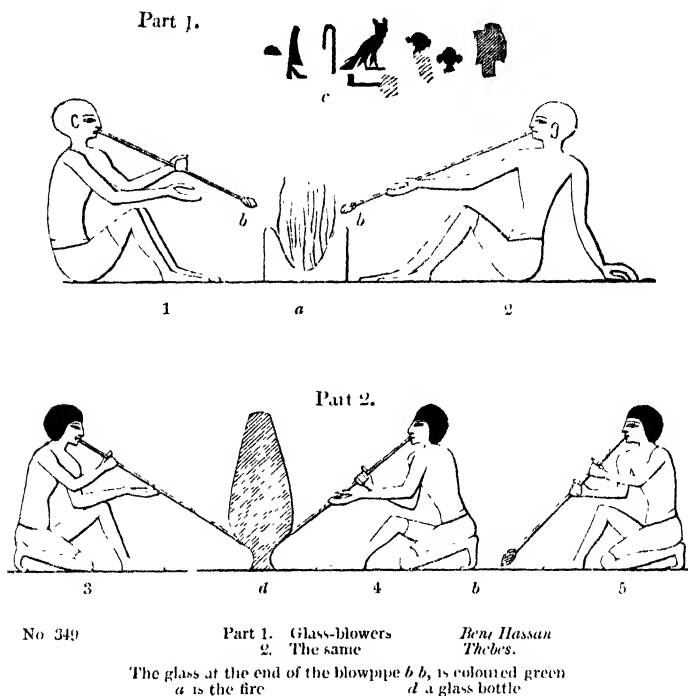 Part 1.
c
b b
1 a 2
Part 2.
3 d 4 b 5
No 349 Part 1. Glass-blowers Beni Hassan
2. The same Thebes.
The glass at the end of the blowpipe b b, is coloured green
a is the fire d a glass bottle